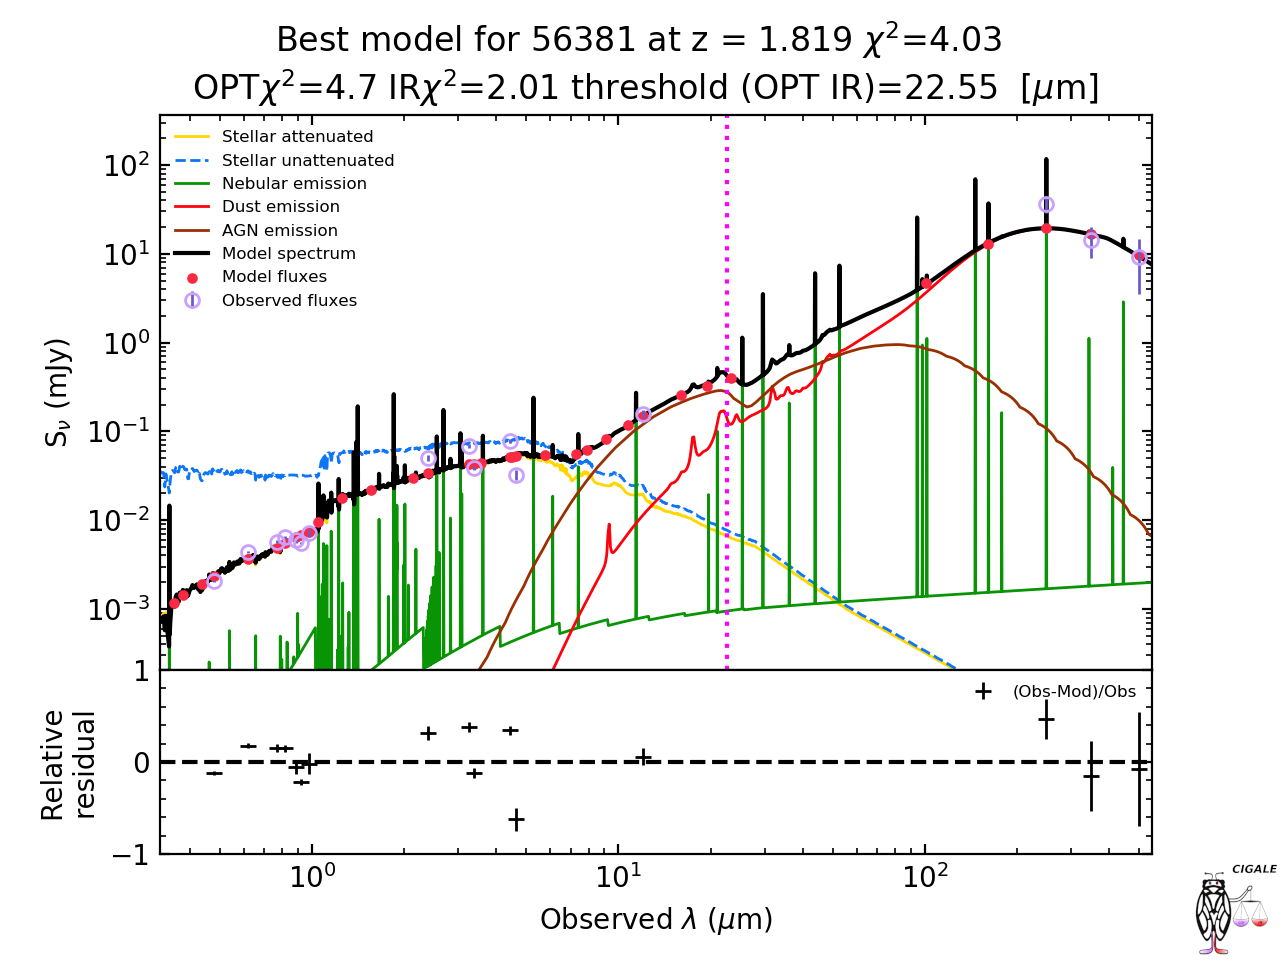 Best model for 56381 at z = 1.819 χ²=4.03
OPTχ²=4.7 IRχ²=2.01 threshold (OPT IR)=22.55 [μm]
Stellar attenuated
Stellar unattenuated
Nebular emission
Dust emission
AGN emission
Model spectrum
Model fluxes
Observed fluxes
10²
10¹
10⁰
10⁻¹
10⁻²
10⁻³
S_ν (mJy)
1
0
−1
Relative
residual
(Obs-Mod)/Obs
10⁰
10¹
10²
Observed λ (μm)
CIGALE